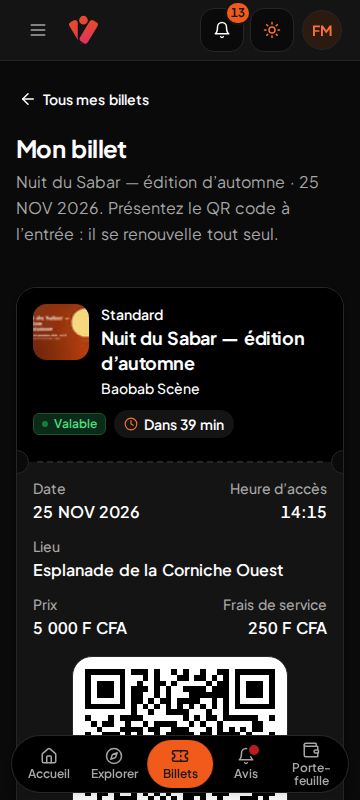 13
FM
Tous mes billets
Mon billet
Nuit du Sabar — édition d’automne · 25
NOV 2026. Présentez le QR code à
l’entrée : il se renouvelle tout seul.
Standard
Nuit du Sabar — édition
d’automne
Baobab Scène
Valable
Dans 39 min
Date
Heure d’accès
25 NOV 2026
14:15
Lieu
Esplanade de la Corniche Ouest
Prix
Frais de service
5 000 F CFA
250 F CFA
Accueil
Explorer
Billets
Avis
Porte-
feuille